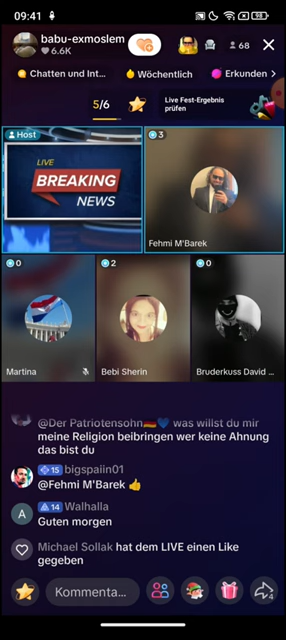 09:41
98
babu-exmoslem
6.6K
68
Chatten und Int...
Wöchentlich
Erkunden
5/6
Live Fest-Ergebnis
prüfen
Host
3
LIVE
BREAKING
NEWS
Fehmi M'Barek
0
2
0
Martina
Bebi Sherin
Bruderkuss David ...
@Der Patriotensohn🇩🇪💙 was willst du mir
meine Religion beibringen wer keine Ahnung
das bist du
15 bigspaiin01
@Fehmi M'Barek 👍
A
14 Walhalla
Guten morgen
Michael Sollak hat dem LIVE einen Like
gegeben
Kommenta...
4